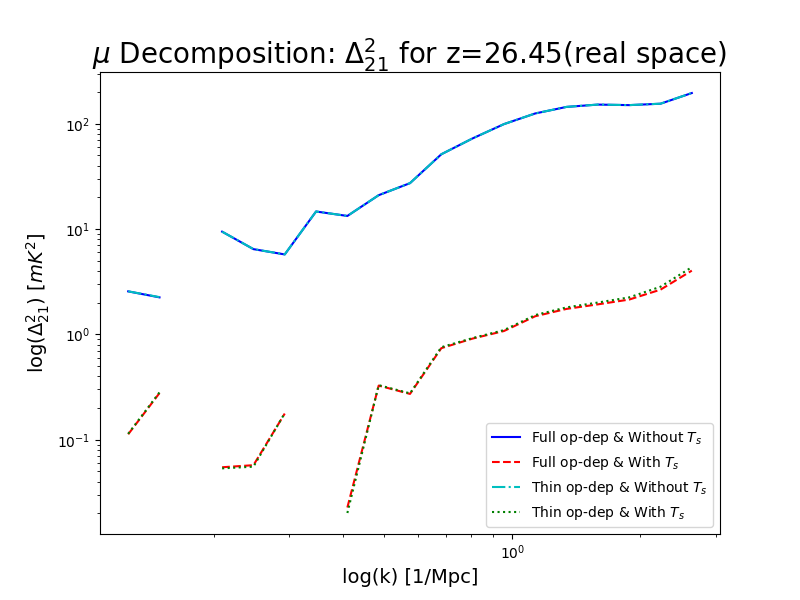 μ Decomposition: Δ²₂₁ for z=26.45(real space)
log(Δ²₂₁) [mK²]
10²
10¹
10⁰
10⁻¹
Full op-dep & Without Tₛ
Full op-dep & With Tₛ
Thin op-dep & Without Tₛ
Thin op-dep & With Tₛ
10⁰
log(k) [1/Mpc]